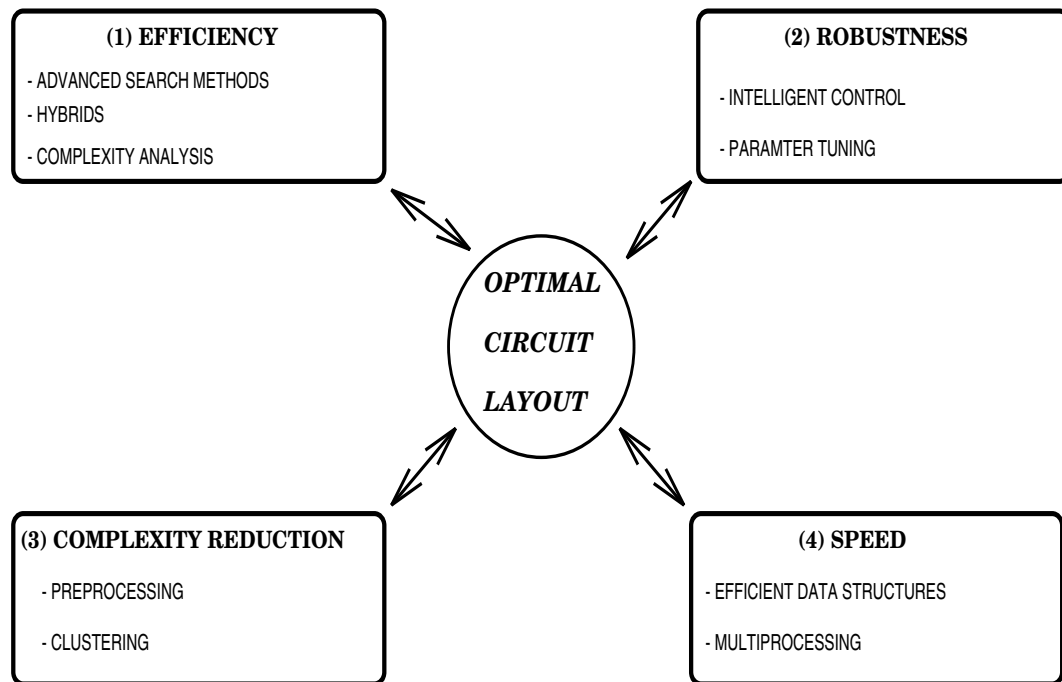 (1) EFFICIENCY
- ADVANCED SEARCH METHODS
- HYBRIDS
- COMPLEXITY ANALYSIS
(2) ROBUSTNESS
- INTELLIGENT CONTROL
- PARAMTER TUNING
OPTIMAL
CIRCUIT
LAYOUT
(3) COMPLEXITY REDUCTION
- PREPROCESSING
- CLUSTERING
(4) SPEED
- EFFICIENT DATA STRUCTURES
- MULTIPROCESSING